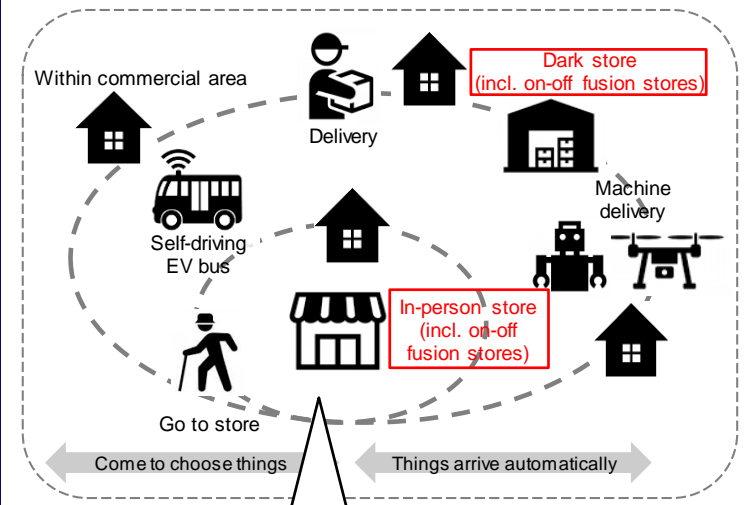 Within commercial area
Delivery
Dark store
(incl. on-off fusion stores)
Machine
delivery
Self-driving
EV bus
In-person store
(incl. on-off
fusion stores)
Go to store
Come to choose things
Things arrive automatically